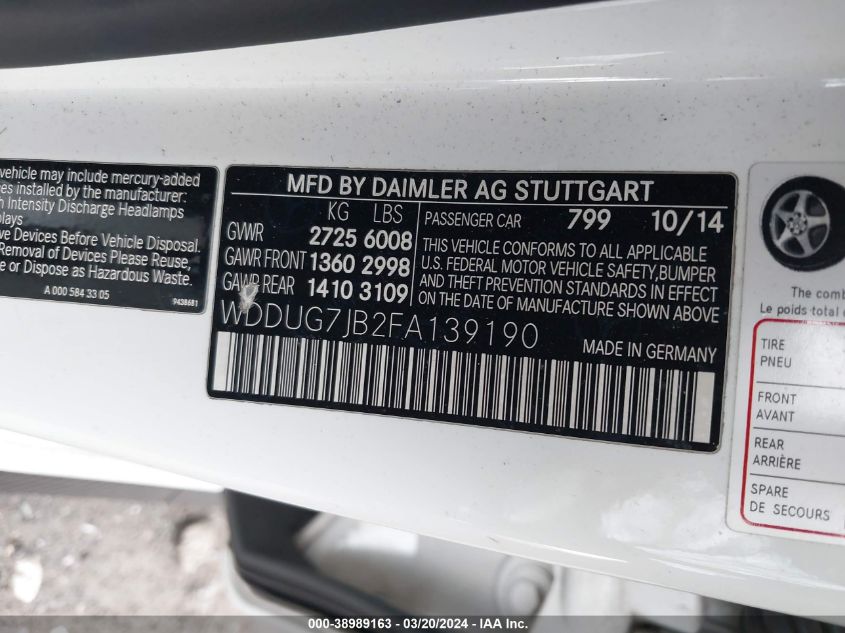 vehicle may include mercury-added
es installed by the manufacturer:
h Intensity Discharge Headlamps
plays
ve Devices Before Vehicle Disposal.
Removal of Devices Please Reuse,
e or Dispose as Hazardous Waste.
A 000 584 33 05
9438681
MFD BY DAIMLER AG STUTTGART
KG LBS
GVWR 2725 6008
GAWR FRONT 1360 2998
GAWR REAR 1410 3109
PASSENGER CAR 799 10/14
THIS VEHICLE CONFORMS TO ALL APPLICABLE
U.S. FEDERAL MOTOR VEHICLE SAFETY, BUMPER
AND THEFT PREVENTION STANDARDS IN EFFECT
ON THE DATE OF MANUFACTURE SHOWN ABOVE
WDDUG7JB2FA139190
MADE IN GERMANY
The comb
Le poids total
TIRE
PNEU
FRONT
AVANT
REAR
ARRIÈRE
SPARE
DE SECOURS
000-38989163 - 03/20/2024 - IAA Inc.